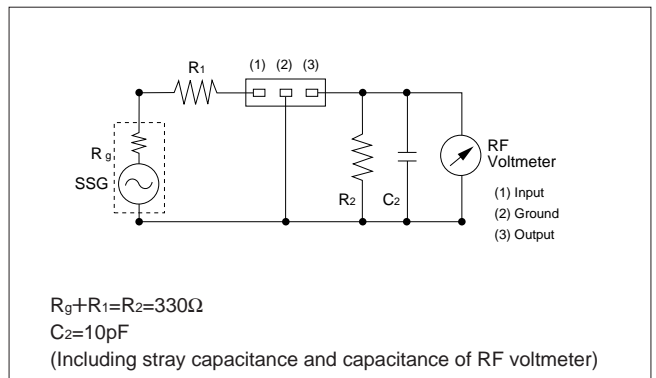 R1
(1) (2) (3)
Rg
SSG
R2
C2
RF
Voltmeter
(1) Input
(2) Ground
(3) Output
Rg+R1=R2=330Ω
C2=10pF
(Including stray capacitance and capacitance of RF voltmeter)